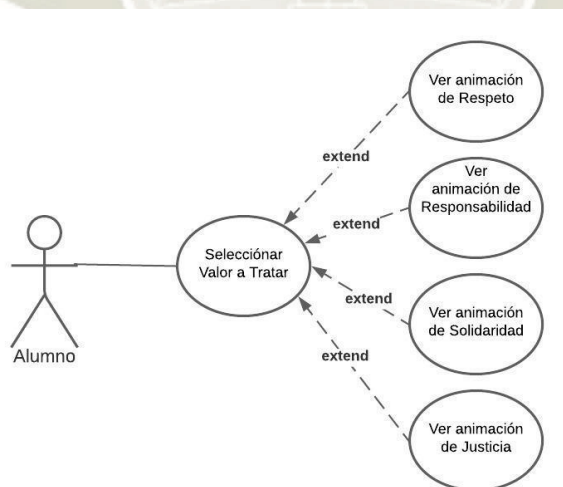 Ver animación
de Respeto
extend
Ver
animación de
Responsabilidad
extend
Selecciónar
Valor a Tratar
extend
Ver animación
de Solidaridad
Alumno
extend
Ver animación
de Justicia